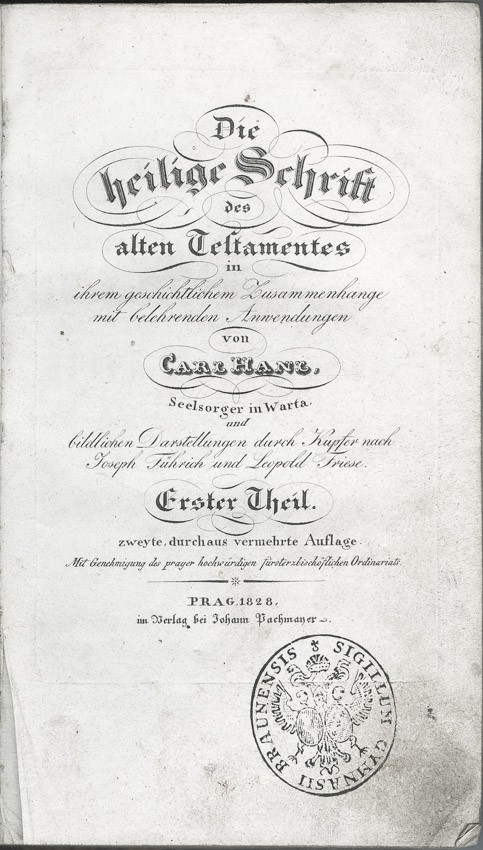 Die
heilige Schrift
des
alten Testamentes
in
ihrem geschichtlichem Zusammenhange
mit belehrenden Anwendungen
von
CARL HANL,
Seelsorger in Warta,
und
bildlichen Darstellungen durch Kupfer nach
Joseph Führich und Leopold Friese.
Erster Theil.
zweyte, durchaus vermehrte Auflage.
Mit Genehmigung des prager hochwürdigen fürsterzbischöflichen Ordinariats.
PRAG, 1828,
im Verlag bei Johann Pachmayer.
SIGILLUM GYMNASII BRAUNENSIS